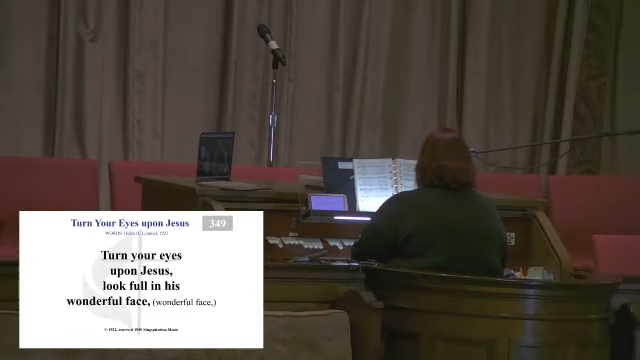 Turn Your Eyes upon Jesus 349
WORDS: Helen H. Lemmel, 1922
Turn your eyes
upon Jesus,
look full in his
wonderful face, (wonderful face,)
© 1922, renewed 1950 Singspiration Music